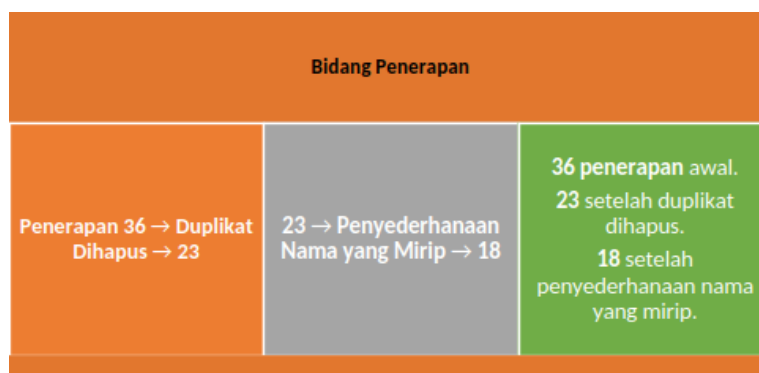 Bidang Penerapan
Penerapan 36 → Duplikat
Dihapus → 23
23 → Penyederhanaan
Nama yang Mirip → 18
36 penerapan awal.
23 setelah duplikat
dihapus.
18 setelah
penyederhanaan nama
yang mirip.